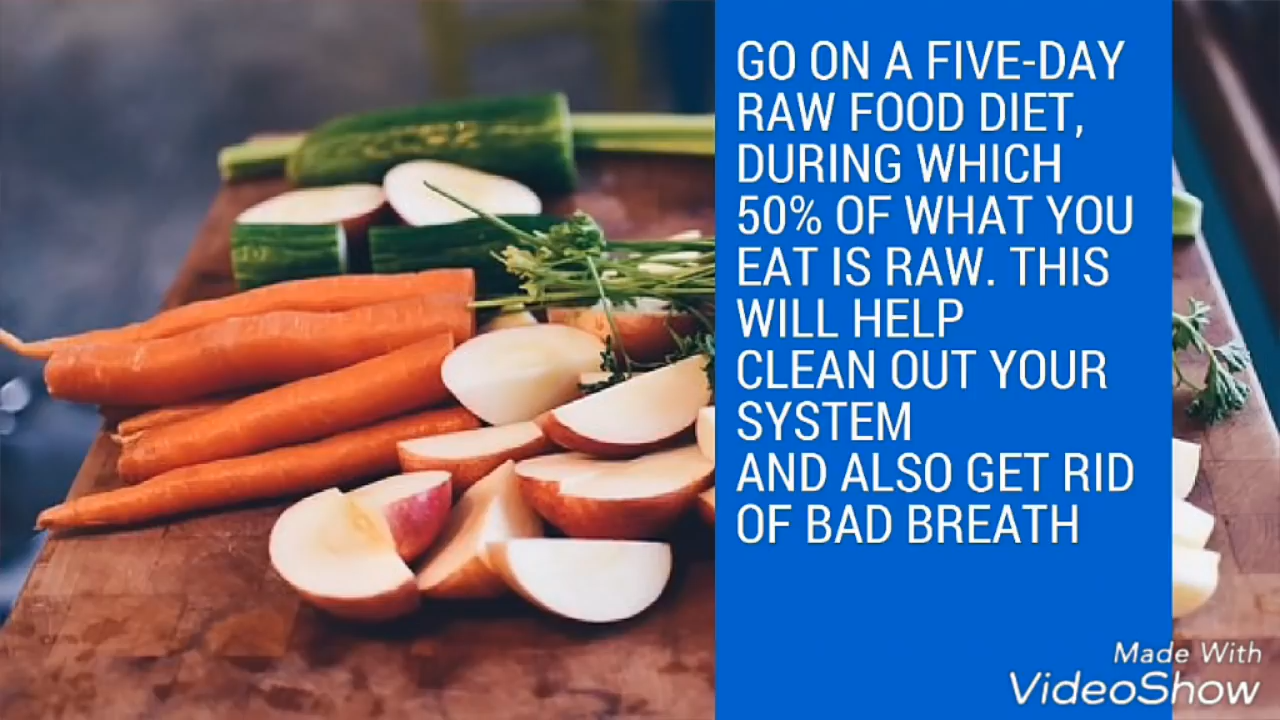 GO ON A FIVE-DAY
RAW FOOD DIET,
DURING WHICH
50% OF WHAT YOU
EAT IS RAW. THIS
WILL HELP
CLEAN OUT YOUR
SYSTEM
AND ALSO GET RID
OF BAD BREATH
Made With
VideoShow